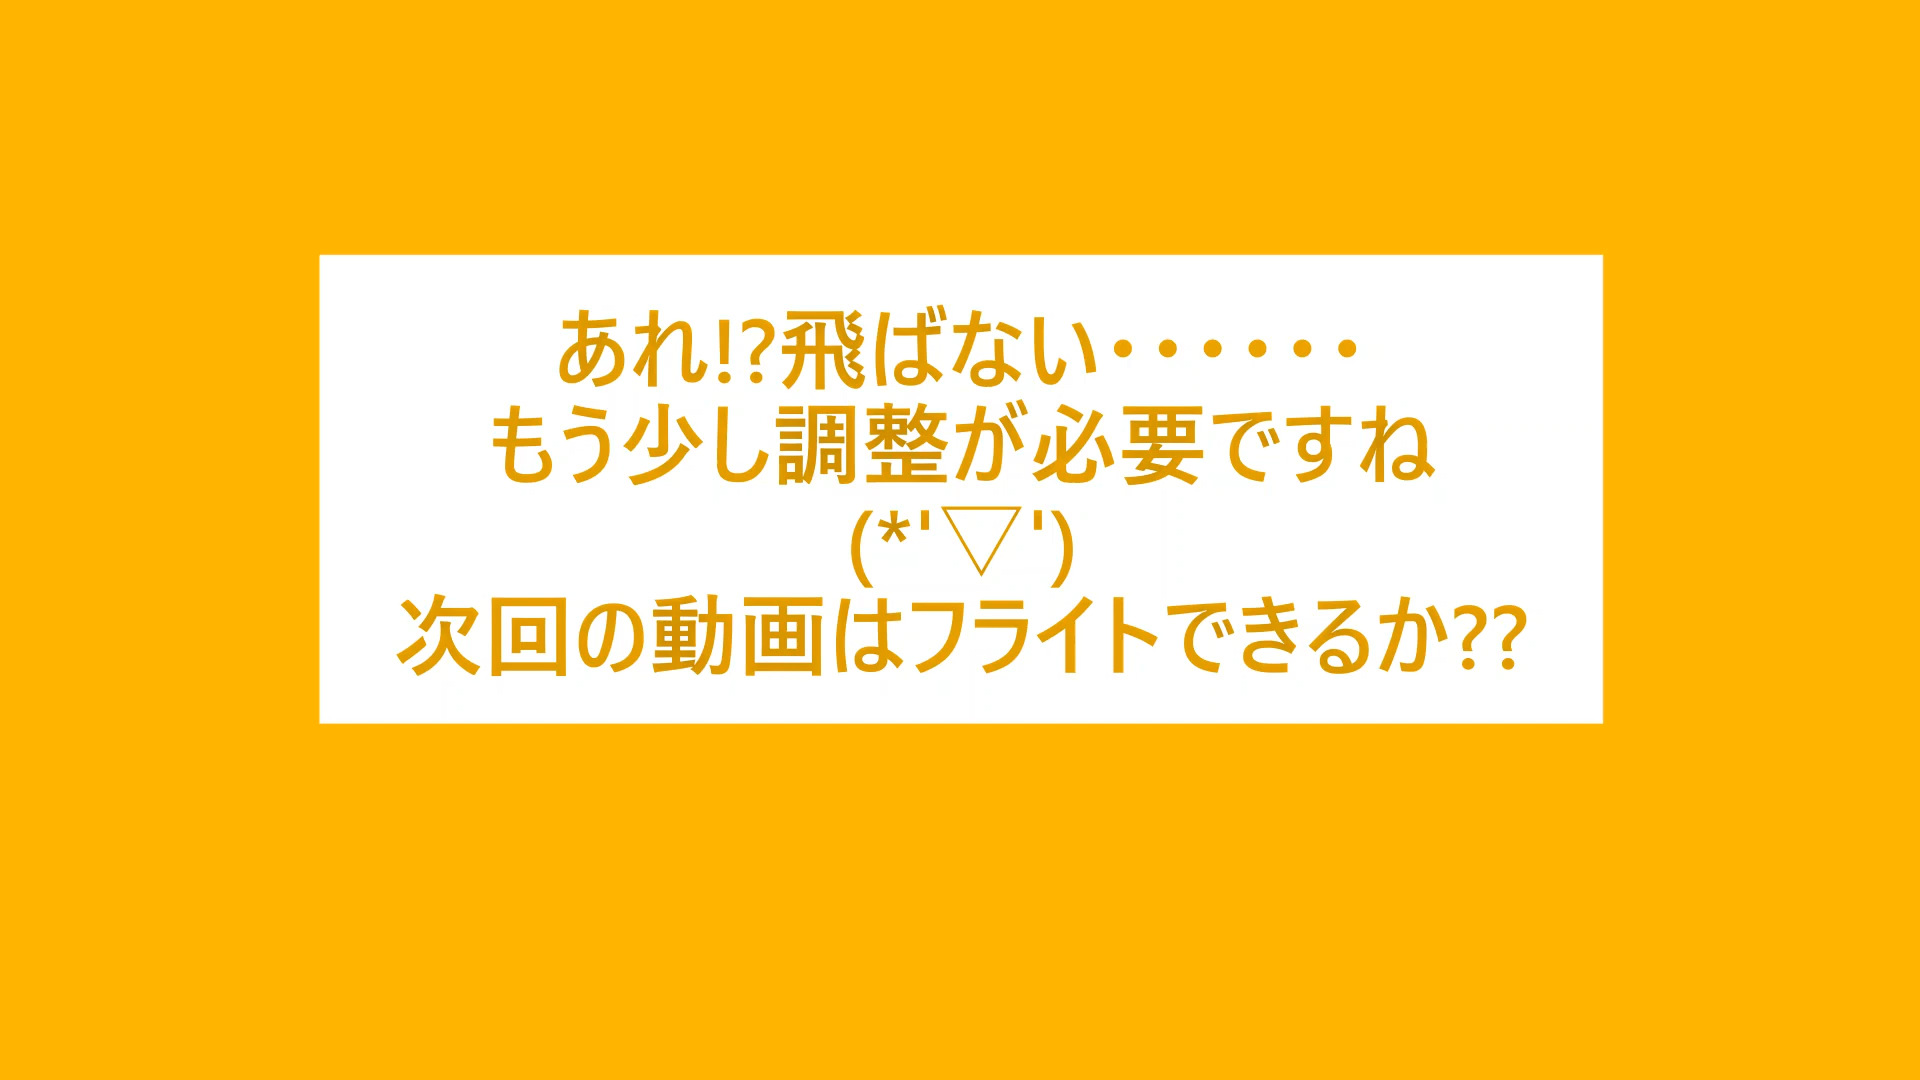 あれ!?飛ばない・・・・・・
もう少し調整が必要ですね
(*'▽')
次回の動画はフライトできるか??